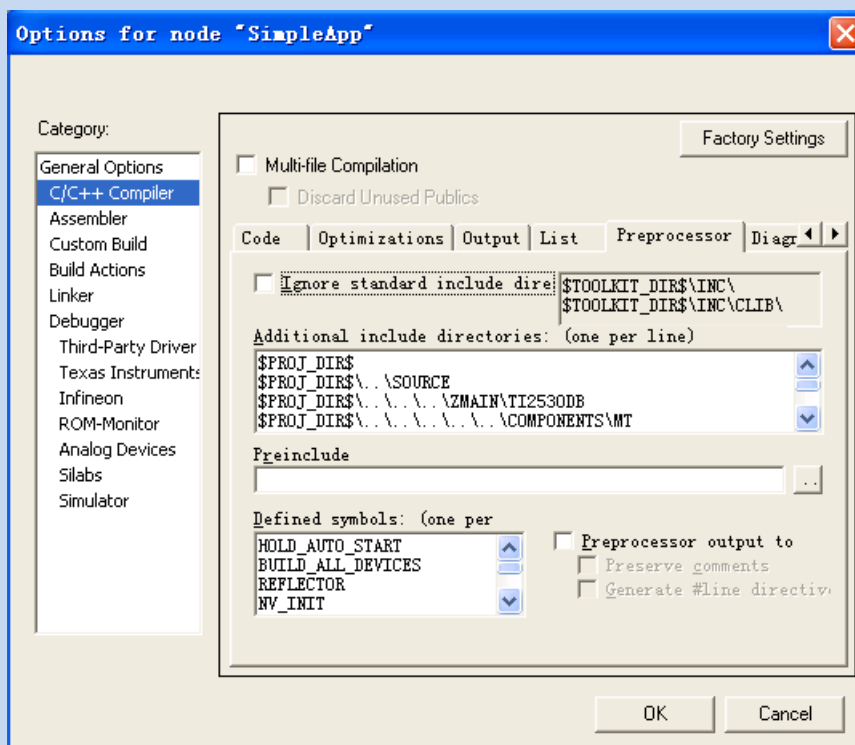 Options for node "SimpleApp"
Category:
General Options
C/C++ Compiler
Assembler
Custom Build
Build Actions
Linker
Debugger
Third-Party Driver
Texas Instruments
Infineon
ROM-Monitor
Analog Devices
Silabs
Simulator
Factory Settings
Multi-file Compilation
Discard Unused Publics
Code Optimizations Output List Preprocessor Diagr
Ignore standard include dire
$TOOLKIT_DIR$\INC\
$TOOLKIT_DIR$\INC\CLIB\
Additional include directories: (one per line)
$PROJ_DIR$
$PROJ_DIR$\..\SOURCE
$PROJ_DIR$\..\..\..\ZMAIN\TI2530DB
$PROJ_DIR$\..\..\..\..\..\COMPONENTS\MT
Preinclude
..
Defined symbols: (one per
HOLD_AUTO_START
BUILD_ALL_DEVICES
REFLECTOR
NV_INIT
Preprocessor output to
Preserve comments
Generate #line directiv
OK Cancel